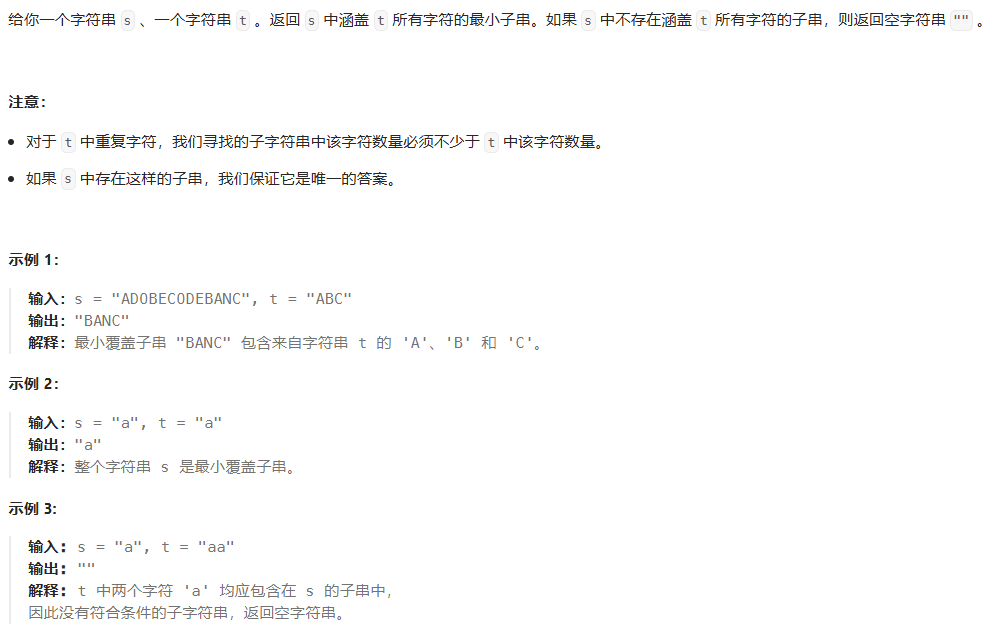 给你一个字符串 s 、一个字符串 t 。返回 s 中涵盖 t 所有字符的最小子串。如果 s 中不存在涵盖 t 所有字符的子串，则返回空字符串 "" 。
注意：
• 对于 t 中重复字符，我们寻找的子字符串中该字符数量必须不少于 t 中该字符数量。
• 如果 s 中存在这样的子串，我们保证它是唯一的答案。
示例 1：
输入：s = "ADOBECODEBANC", t = "ABC"
输出："BANC"
解释：最小覆盖子串 "BANC" 包含来自字符串 t 的 'A'、'B' 和 'C'。
示例 2：
输入：s = "a", t = "a"
输出："a"
解释：整个字符串 s 是最小覆盖子串。
示例 3:
输入: s = "a", t = "aa"
输出: ""
解释: t 中两个字符 'a' 均应包含在 s 的子串中，
因此没有符合条件的子字符串，返回空字符串。